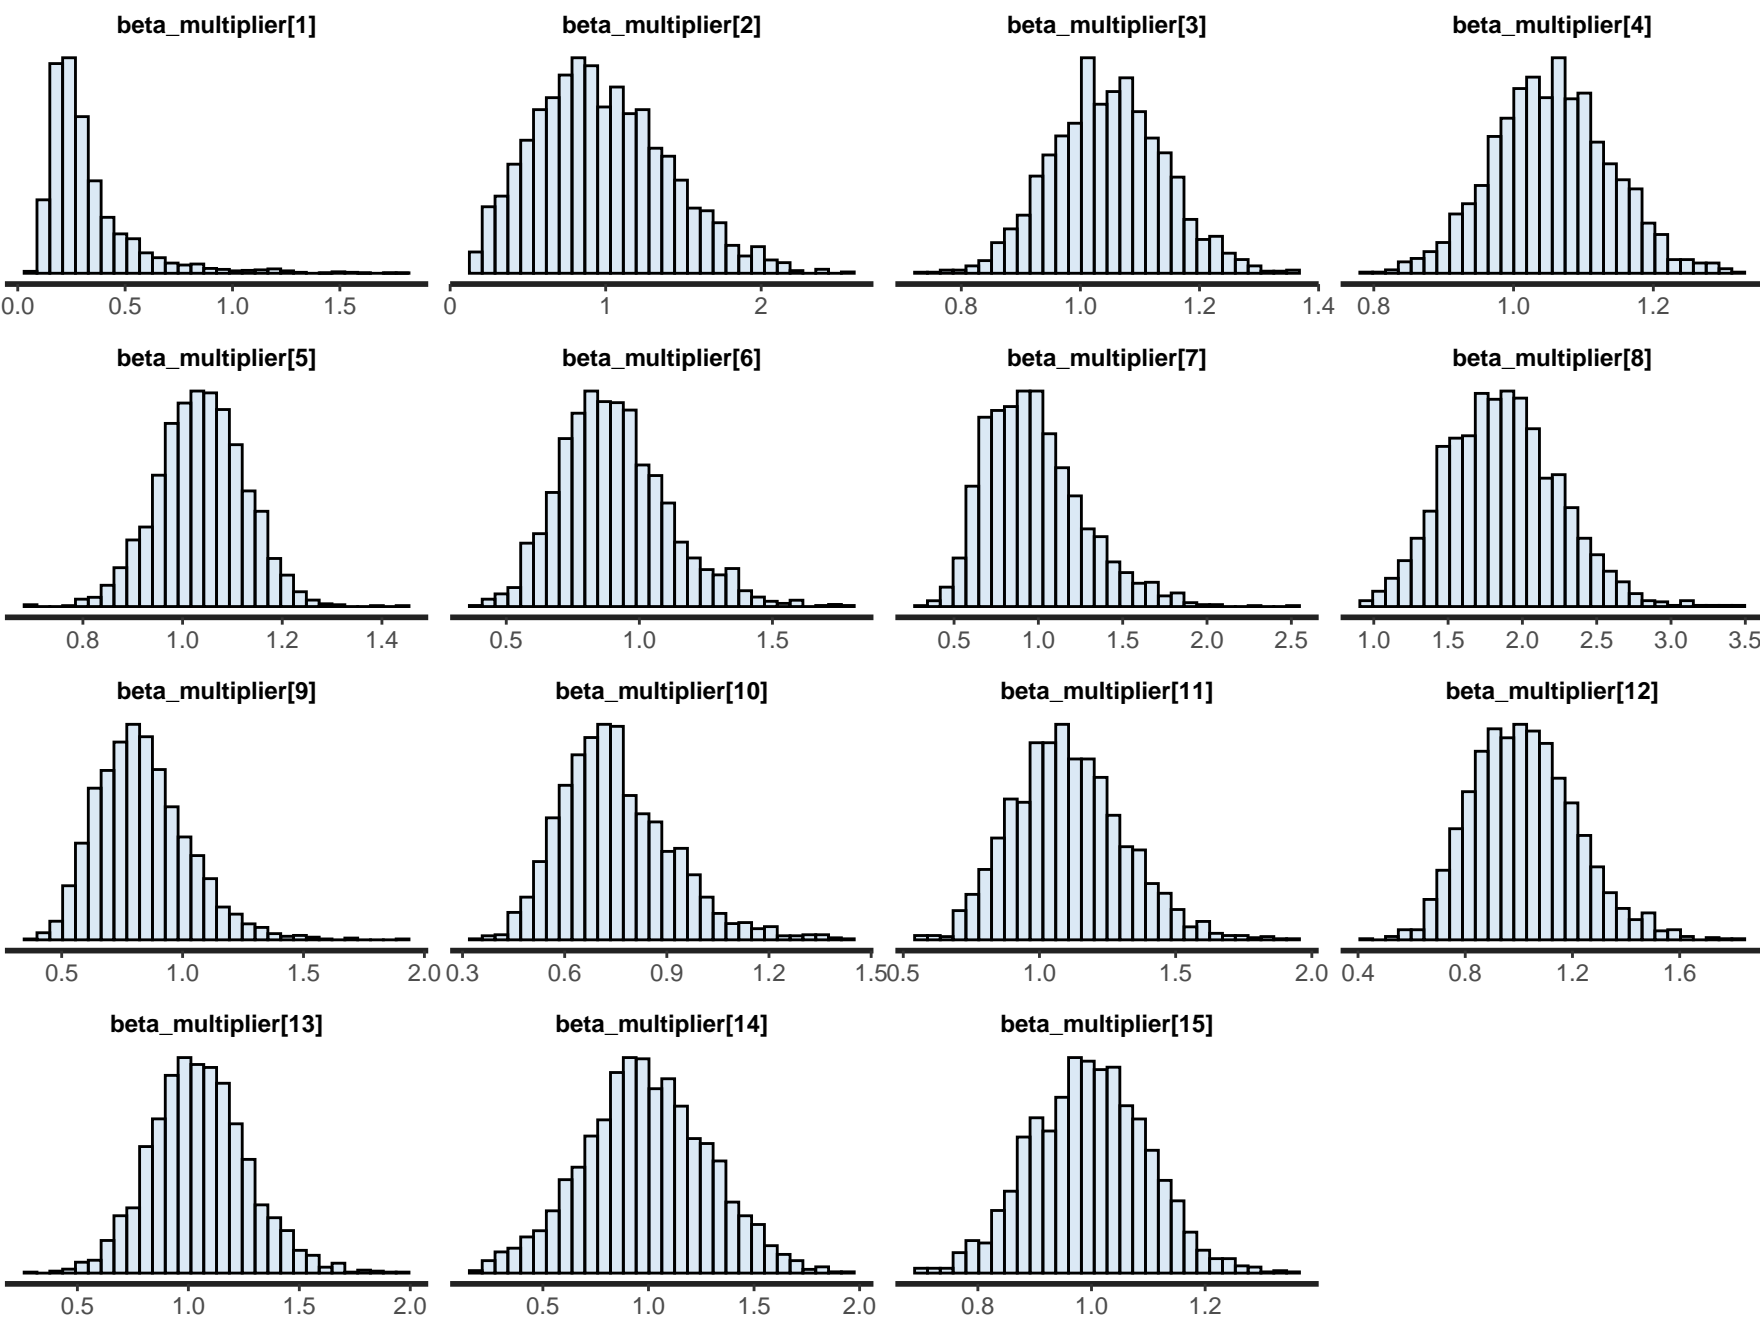 beta_multiplier[1] beta_multiplier[2] beta_multiplier[3] beta_multiplier[4]
0.0 0.5 1.0 1.5 0 1 2 0.8 1.0 1.2 1.4 0.8 1.0 1.2
beta_multiplier[5] beta_multiplier[6] beta_multiplier[7] beta_multiplier[8]
0.8 1.0 1.2 1.4 0.5 1.0 1.5 0.5 1.0 1.5 2.0 2.5 1.0 1.5 2.0 2.5 3.0 3.5
beta_multiplier[9] beta_multiplier[10] beta_multiplier[11] beta_multiplier[12]
0.5 1.0 1.5 2.0 0.3 0.6 0.9 1.2 1.5 0.5 1.0 1.5 2.0 0.4 0.8 1.2 1.6
beta_multiplier[13] beta_multiplier[14] beta_multiplier[15]
0.5 1.0 1.5 2.0 0.5 1.0 1.5 2.0 0.8 1.0 1.2